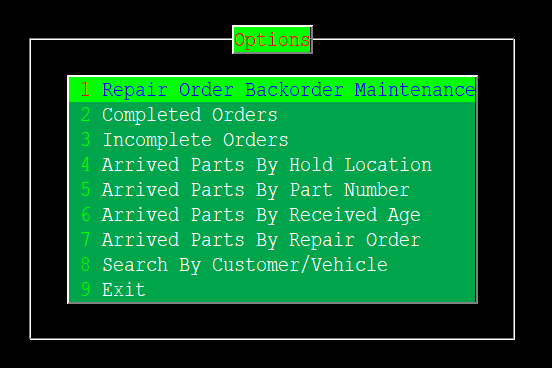 Options
1 Repair Order Backorder Maintenance
2 Completed Orders
3 Incomplete Orders
4 Arrived Parts By Hold Location
5 Arrived Parts By Part Number
6 Arrived Parts By Received Age
7 Arrived Parts By Repair Order
8 Search By Customer/Vehicle
9 Exit